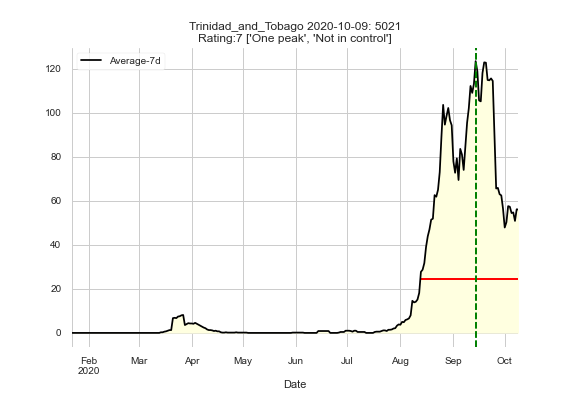 Trinidad_and_Tobago 2020-10-09: 5021
Rating:7 ['One peak', 'Not in control']
Average-7d
120
100
80
60
40
20
0
Feb Mar Apr May Jun Jul Aug Sep Oct
2020
Date